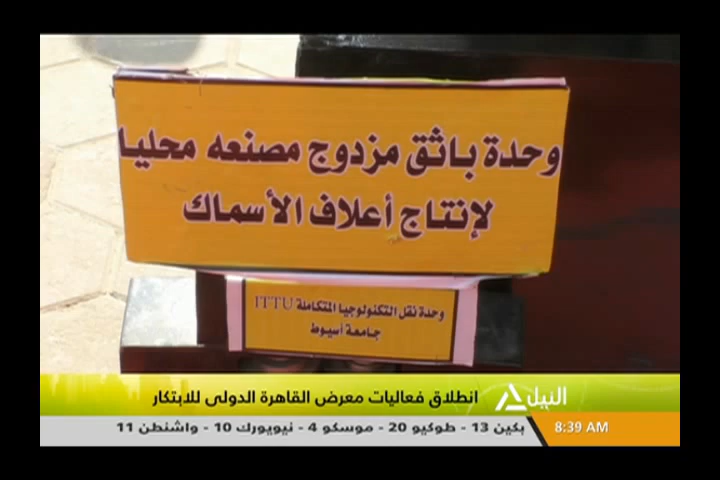 وحدة باثق مزدوج مصنعه محليا
لإنتاج أعلاف الأسماك
وحدة نقل التكنولوجيا المتكاملة ITTU
جامعة أسيوط
النيل
انطلاق فعاليات معرض القاهرة الدولى للابتكار
8:39 AM
بكين 13 - طوكيو 20 - موسكو 4 - نيويورك 10 - واشنطن 11